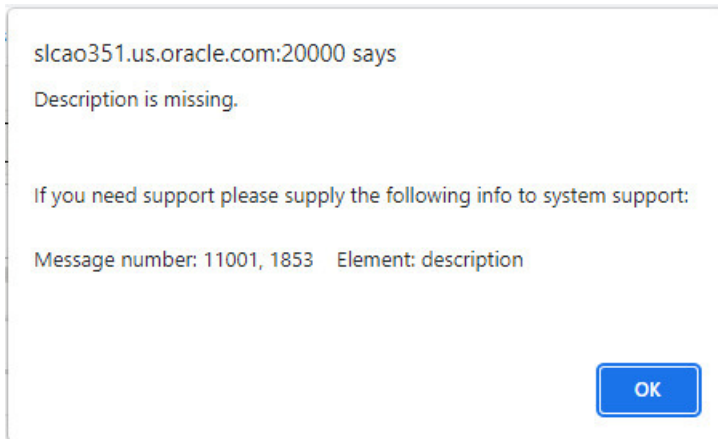 slcao351.us.oracle.com:20000 says
Description is missing.
If you need support please supply the following info to system support:
Message number: 11001, 1853    Element: description
OK